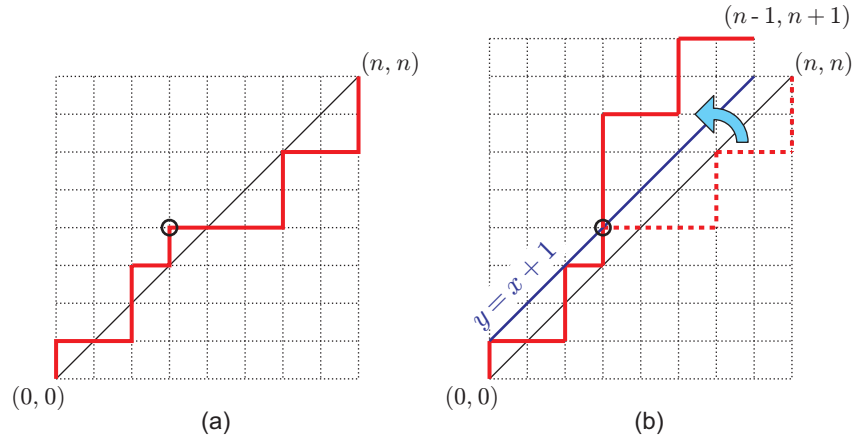 (n, n)
(0, 0)
(a)
(n - 1, n + 1)
(n, n)
y = x + 1
(0, 0)
(b)